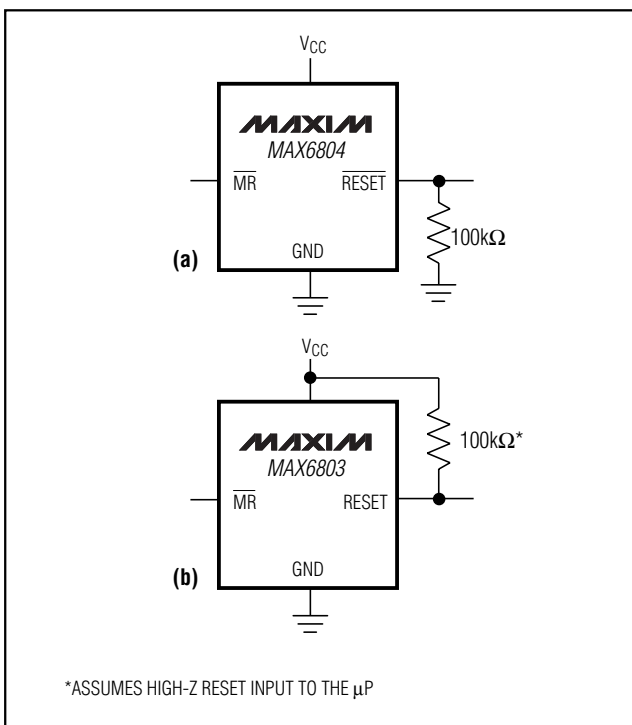 VCC
MAXIM
MAX6804
MR
RESET
100kΩ
GND
(a)
VCC
100kΩ*
MAXIM
MAX6803
MR
RESET
GND
(b)
*ASSUMES HIGH-Z RESET INPUT TO THE µP